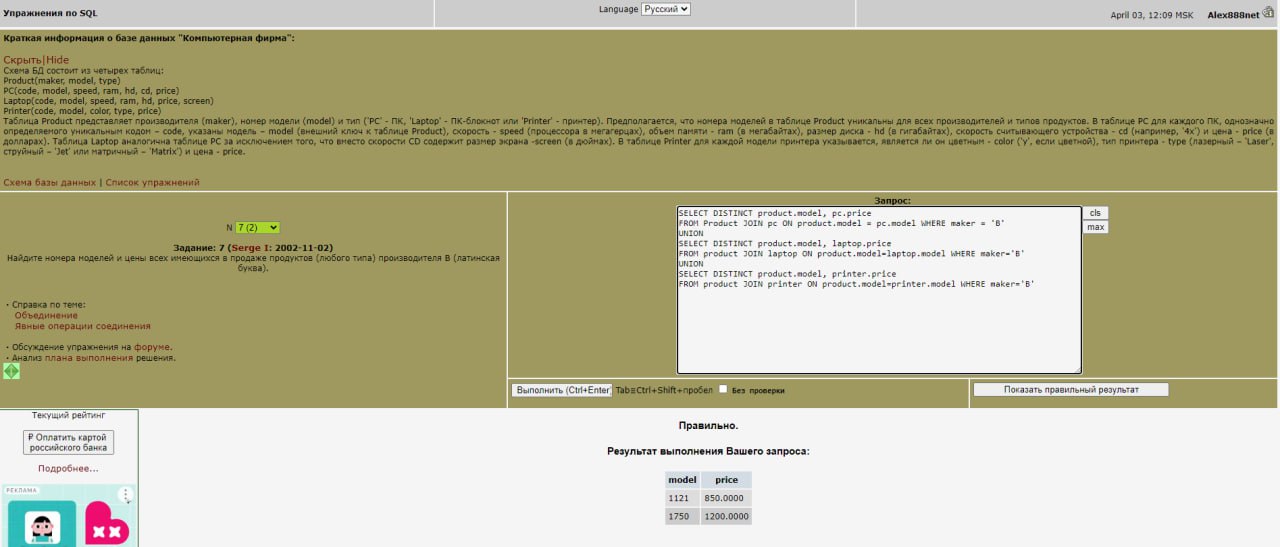 Упражнения по SQL
Language Русский
April 03, 12:09 MSK Alex888net
Краткая информация о базе данных "Компьютерная фирма":
Скрыть|Hide
Схема БД состоит из четырех таблиц:
Product(maker, model, type)
PC(code, model, speed, ram, hd, cd, price)
Laptop(code, model, speed, ram, hd, price, screen)
Printer(code, model, color, type, price)
Таблица Product представляет производителя (maker), номер модели (model) и тип ('PC' - ПК, 'Laptop' - ПК-блокнот или 'Printer' - принтер). Предполагается, что номера моделей в таблице Product уникальны для всех производителей и типов продуктов. В таблице PC для каждого ПК, однозначно
определяемого уникальным кодом – code, указаны модель – model (внешний ключ к таблице Product), скорость - speed (процессора в мегагерцах), объем памяти - ram (в мегабайтах), размер диска - hd (в гигабайтах), скорость считывающего устройства - cd (например, '4x') и цена - price (в
долларах). Таблица Laptop аналогична таблице РС за исключением того, что вместо скорости CD содержит размер экрана -screen (в дюймах). В таблице Printer для каждой модели принтера указывается, является ли он цветным - color ('y', если цветной), тип принтера - type (лазерный – 'Laser',
струйный – 'Jet' или матричный – 'Matrix') и цена - price.
Схема базы данных | Список упражнений
N 7 (2)
Задание: 7 (Serge I: 2002-11-02)
Найдите номера моделей и цены всех имеющихся в продаже продуктов (любого типа) производителя B (латинская
буква).
· Справка по теме:
Объединение
Явные операции соединения
· Обсуждение упражнения на форуме.
· Анализ плана выполнения решения.
Запрос:
SELECT DISTINCT product.model, pc.price
FROM Product JOIN pc ON product.model = pc.model WHERE maker = 'B'
UNION
SELECT DISTINCT product.model, laptop.price
FROM product JOIN laptop ON product.model=laptop.model WHERE maker='B'
UNION
SELECT DISTINCT product.model, printer.price
FROM product JOIN printer ON product.model=printer.model WHERE maker='B'
cls
max
Выполнить (Ctrl+Enter) Tab≡Ctrl+Shift+пробел Без проверки
Показать правильный результат
Текущий рейтинг
₽ Оплатить картой
российского банка
Подробнее...
РЕКЛАМА
Правильно.
Результат выполнения Вашего запроса:
model price
1121 850.0000
1750 1200.0000